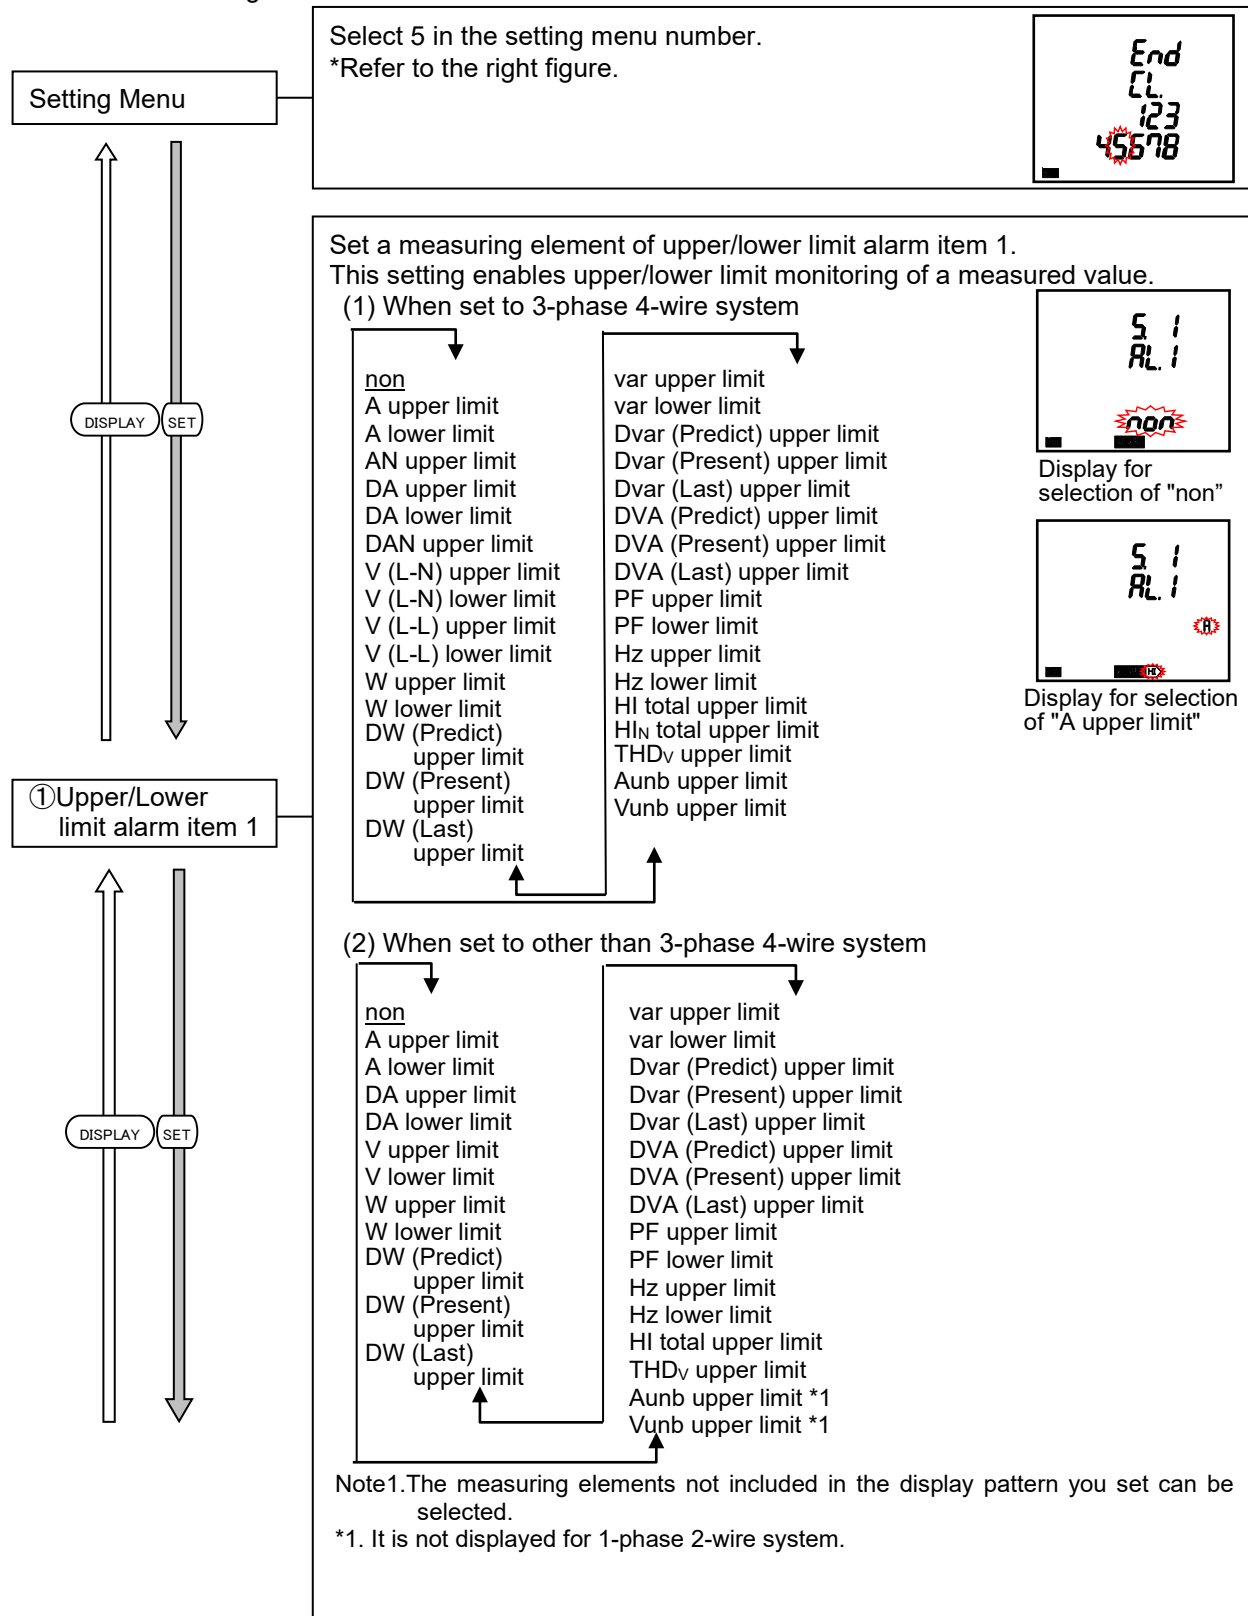 Select 5 in the setting menu number.
*Refer to the right figure.
End
CL.
123
45678
Setting Menu
DISPLAY SET
Set a measuring element of upper/lower limit alarm item 1.
This setting enables upper/lower limit monitoring of a measured value.
(1) When set to 3-phase 4-wire system
non
A upper limit
A lower limit
AN upper limit
DA upper limit
DA lower limit
DAN upper limit
V (L-N) upper limit
V (L-N) lower limit
V (L-L) upper limit
V (L-L) lower limit
W upper limit
W lower limit
DW (Predict)
upper limit
DW (Present)
upper limit
DW (Last)
upper limit
var upper limit
var lower limit
Dvar (Predict) upper limit
Dvar (Present) upper limit
Dvar (Last) upper limit
DVA (Predict) upper limit
DVA (Present) upper limit
DVA (Last) upper limit
PF upper limit
PF lower limit
Hz upper limit
Hz lower limit
HI total upper limit
HIN total upper limit
THDV upper limit
Aunb upper limit
Vunb upper limit
S. 1
AL. 1
non
Display for
selection of "non”
S. 1
AL. 1
A
HI
Display for selection
of "A upper limit"
①Upper/Lower
limit alarm item 1
DISPLAY SET
(2) When set to other than 3-phase 4-wire system
non
A upper limit
A lower limit
DA upper limit
DA lower limit
V upper limit
V lower limit
W upper limit
W lower limit
DW (Predict)
upper limit
DW (Present)
upper limit
DW (Last)
upper limit
var upper limit
var lower limit
Dvar (Predict) upper limit
Dvar (Present) upper limit
Dvar (Last) upper limit
DVA (Predict) upper limit
DVA (Present) upper limit
DVA (Last) upper limit
PF upper limit
PF lower limit
Hz upper limit
Hz lower limit
HI total upper limit
THDV upper limit
Aunb upper limit *1
Vunb upper limit *1
Note1.The measuring elements not included in the display pattern you set can be
selected.
*1. It is not displayed for 1-phase 2-wire system.